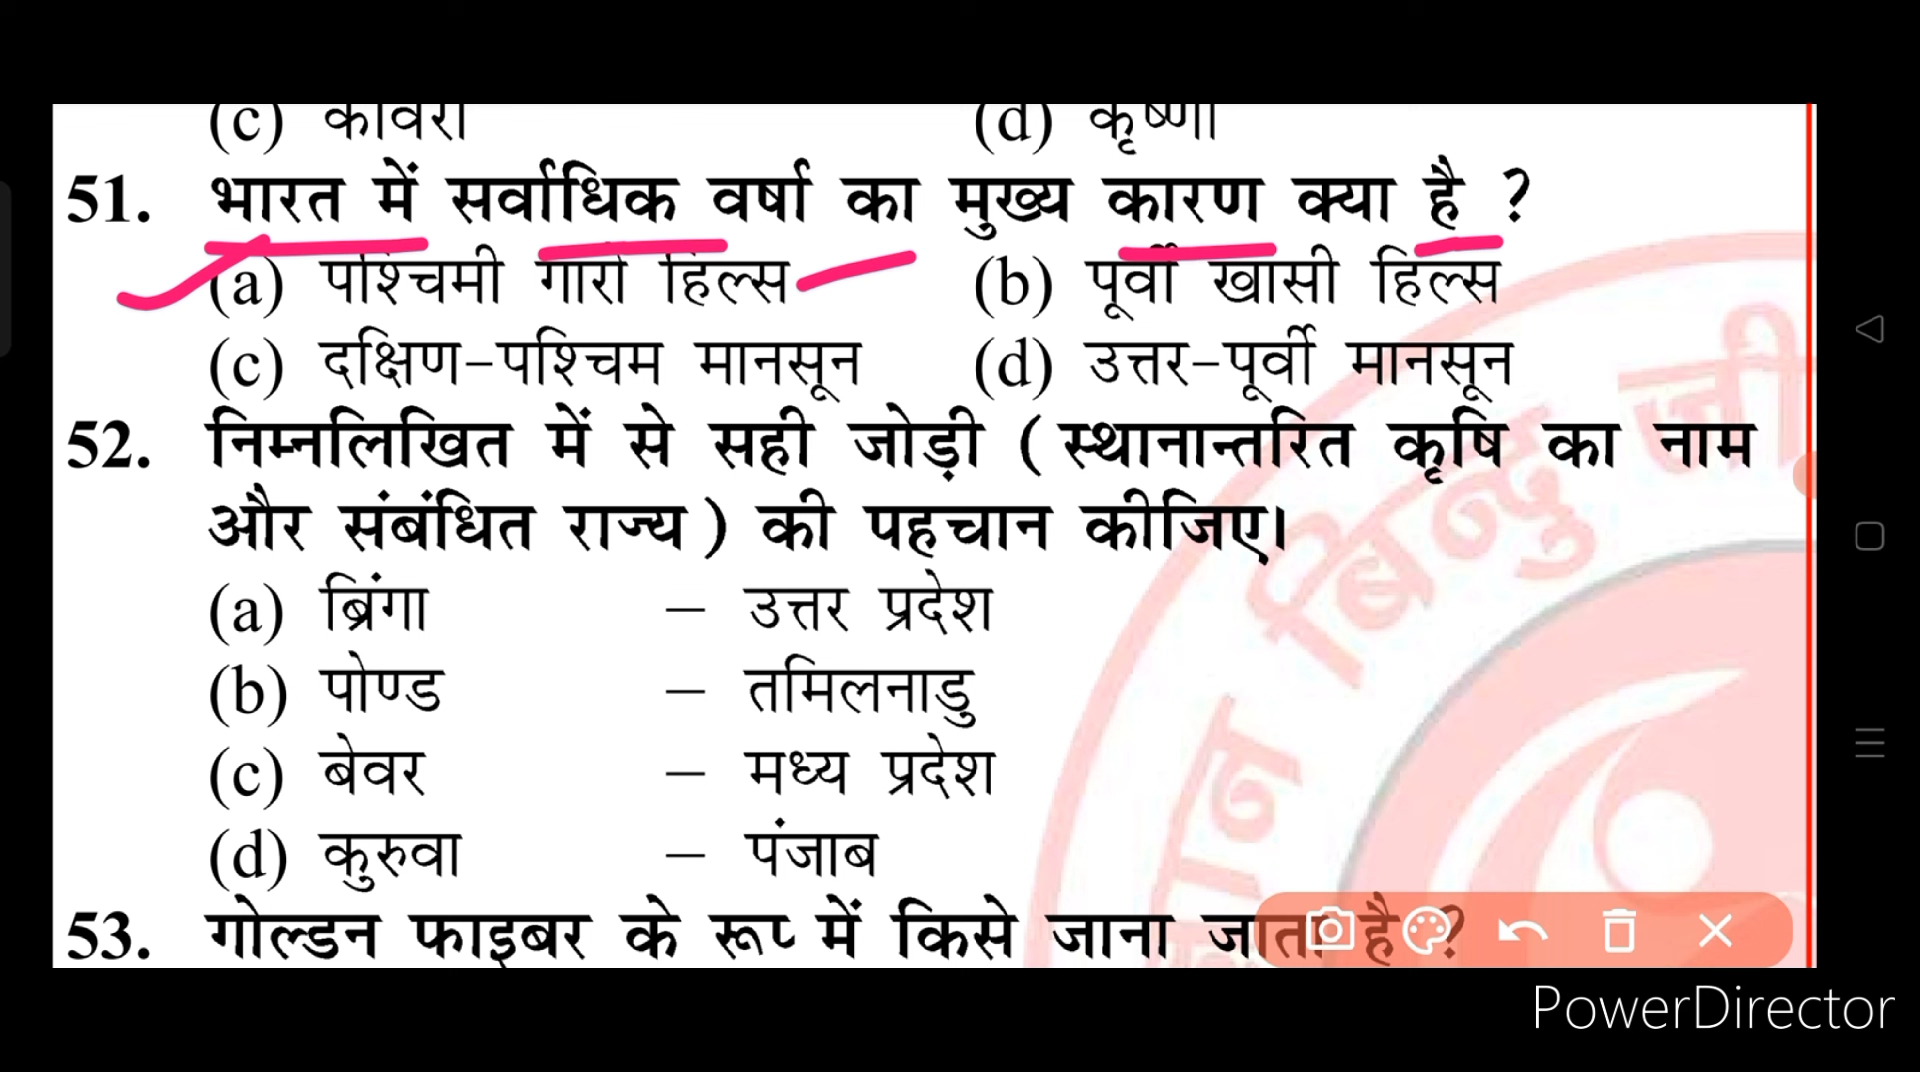 (c) कावेरी (d) कृष्णा
51. भारत में सर्वाधिक वर्षा का मुख्य कारण क्या है ?
(a) पश्चिमी गारो हिल्स (b) पूर्वी खासी हिल्स
(c) दक्षिण-पश्चिम मानसून (d) उत्तर-पूर्वी मानसून
52. निम्नलिखित में से सही जोड़ी (स्थानान्तरित कृषि का नाम
और संबंधित राज्य) की पहचान कीजिए।
(a) ब्रिंगा – उत्तर प्रदेश
(b) पोण्ड – तमिलनाडु
(c) बेवर – मध्य प्रदेश
(d) कुरुवा – पंजाब
53. गोल्डन फाइबर के रूप में किसे जाना जाता है ?
बिन्दु
PowerDirector